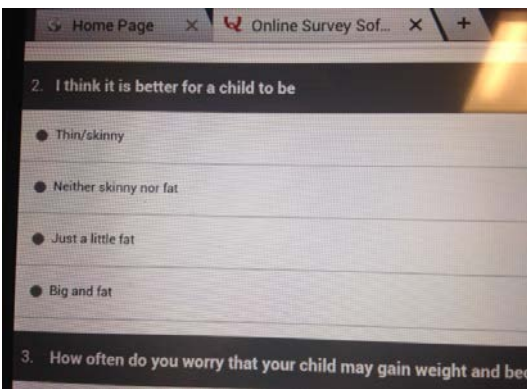 Home Page
Online Survey Sof...
2. I think it is better for a child to be
Thin/skinny
Neither skinny nor fat
Just a little fat
Big and fat
3. How often do you worry that your child may gain weight and bec